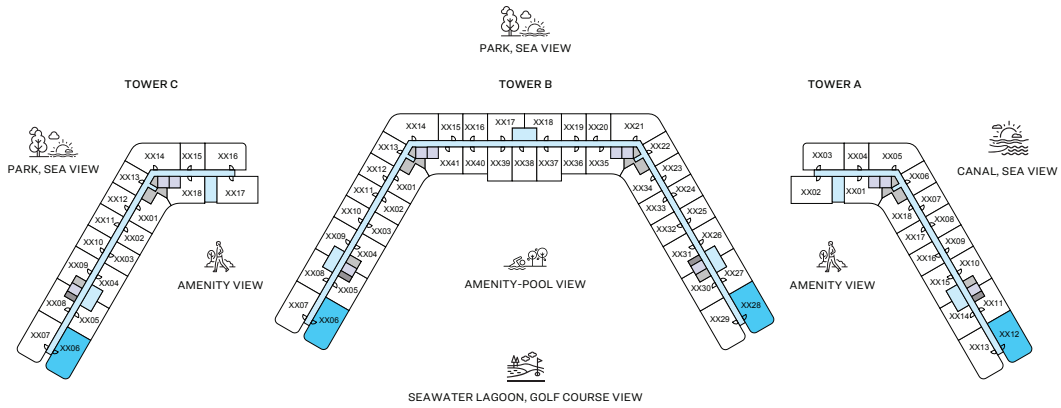 PARK, SEA VIEW
TOWER C
TOWER B
TOWER A
PARK, SEA VIEW
CANAL, SEA VIEW
XX14
XX15
XX16
XX13
XX12
XX11
XX10
XX09
XX08
XX07
XX06
XX05
XX04
XX03
XX02
XX01
XX18
XX17
XX14
XX15
XX16
XX17
XX18
XX19
XX20
XX21
XX13
XX12
XX11
XX10
XX09
XX08
XX07
XX06
XX05
XX04
XX03
XX02
XX01
XX41
XX40
XX39
XX38
XX37
XX36
XX35
XX22
XX23
XX24
XX25
XX26
XX27
XX28
XX29
XX30
XX31
XX32
XX33
XX34
XX03
XX04
XX05
XX02
XX01
XX06
XX07
XX08
XX09
XX10
XX11
XX12
XX13
XX14
XX15
XX16
XX17
XX18
AMENITY VIEW
AMENITY-POOL VIEW
AMENITY VIEW
SEAWATER LAGOON, GOLF COURSE VIEW